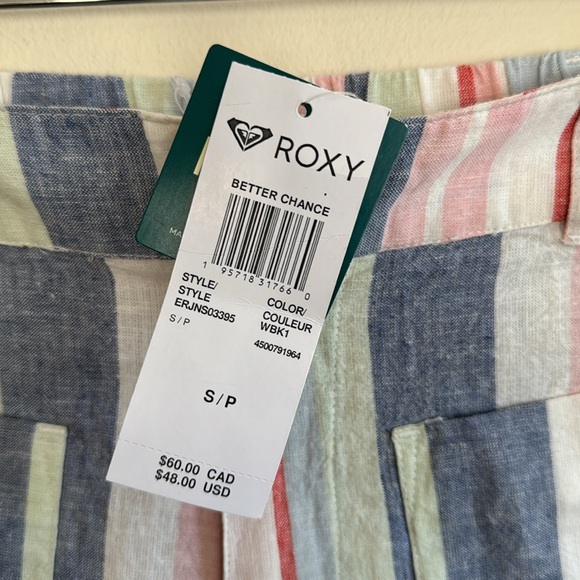 ROXY
BETTER CHANCE
1 95718 31766 0
STYLE/
STYLE
ERJNS03395
S/P
COLOR/
COULEUR
WBK1
4500791964
S/P
$60.00 CAD
$48.00 USD
MA